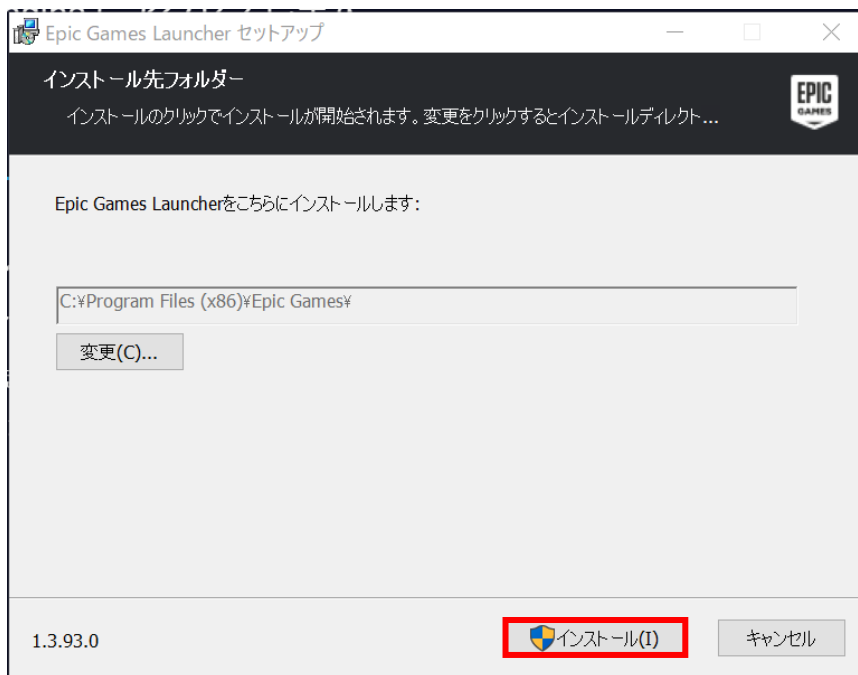 Epic Games Launcher セットアップ
インストール先フォルダー
インストールのクリックでインストールが開始されます。変更をクリックするとインストールディレクト...
EPIC
GAMES
Epic Games Launcherをこちらにインストールします:
C:¥Program Files (x86)¥Epic Games¥
変更(C)...
1.3.93.0
インストール(I)
キャンセル